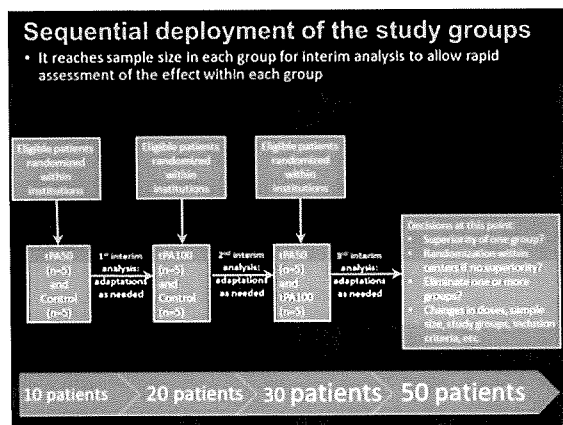 Sequential deployment of the study groups
• It reaches sample size in each group for interim analysis to allow rapid
assessment of the effect within each group
Eligible patients
randomized
within
institutions
Eligible patients
randomized
within
institutions
Eligible patients
randomized
within
institutions
tPA50
(n=5)
and
Control
(n=5)
1st interim
analysis:
adaptations
as needed
tPA100
(n=5)
and
Control
(n=5)
2nd interim
analysis:
adaptations
as needed
tPA50
(n=5)
and
tPA100
(n=5)
3rd interim
analysis:
adaptations
as needed
Decisions at this point:
• Superiority of one group?
• Randomization within
centers if no superiority?
• Eliminate one or more
groups?
• Changes in doses, sample
size, study groups, inclusion
criteria, etc.
10 patients
20 patients
30 patients
50 patients